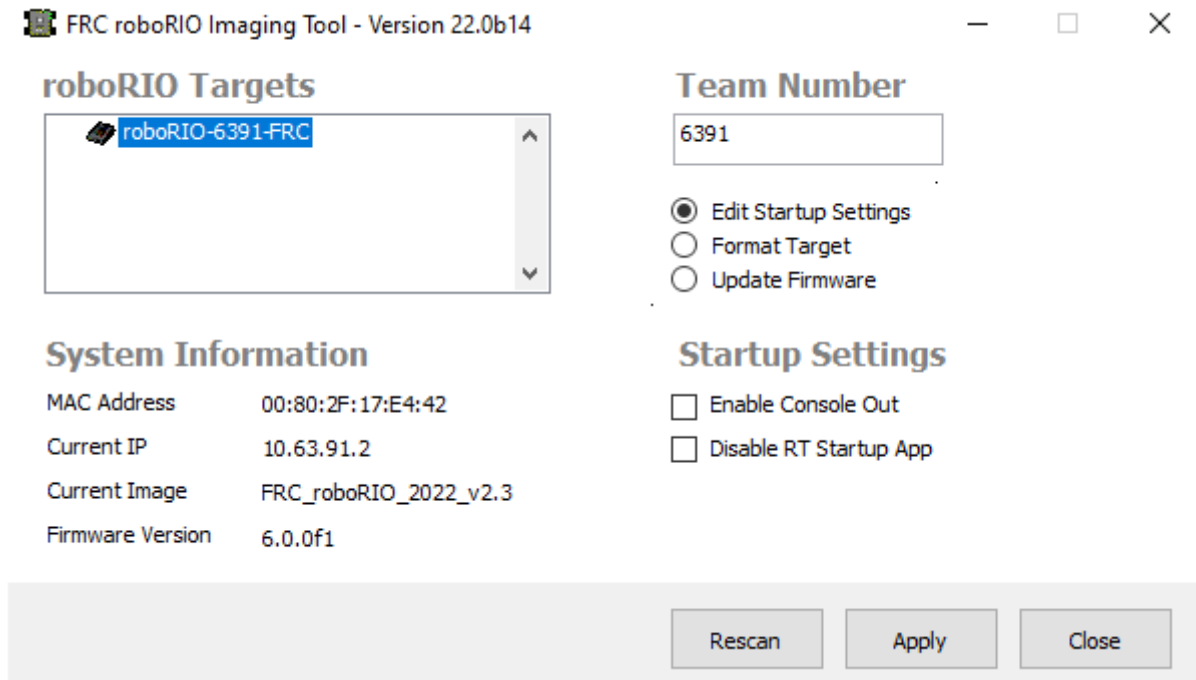 FRC roboRIO Imaging Tool - Version 22.0b14
roboRIO Targets
roboRIO-6391-FRC
Team Number
6391
Edit Startup Settings
Format Target
Update Firmware
System Information
MAC Address 00:80:2F:17:E4:42
Current IP 10.63.91.2
Current Image FRC_roboRIO_2022_v2.3
Firmware Version 6.0.0f1
Startup Settings
Enable Console Out
Disable RT Startup App
Rescan Apply Close